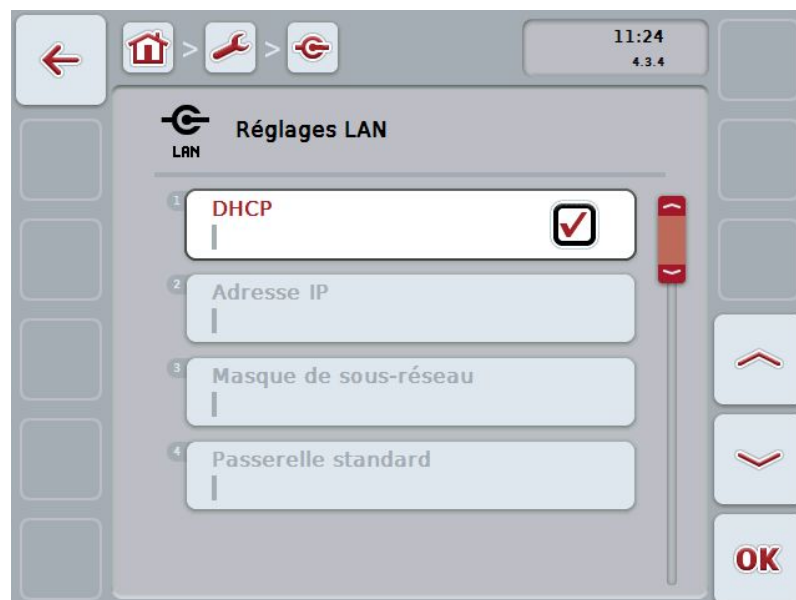 11:24
4.3.4
LAN
Réglages LAN
1
DHCP
2
Adresse IP
3
Masque de sous-réseau
4
Passerelle standard
OK